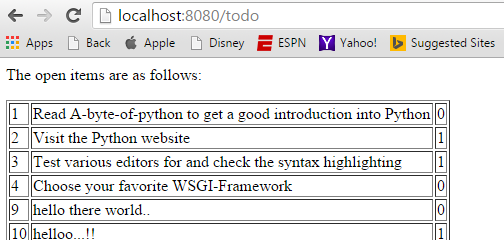 localhost:8080/todo
Apps Back Apple Disney ESPN Yahoo! Suggested Sites
The open items are as follows:
1 Read A-byte-of-python to get a good introduction into Python 0
2 Visit the Python website 1
3 Test various editors for and check the syntax highlighting 1
4 Choose your favorite WSGI-Framework 0
9 hello there world.. 0
10 helloo...!! 1